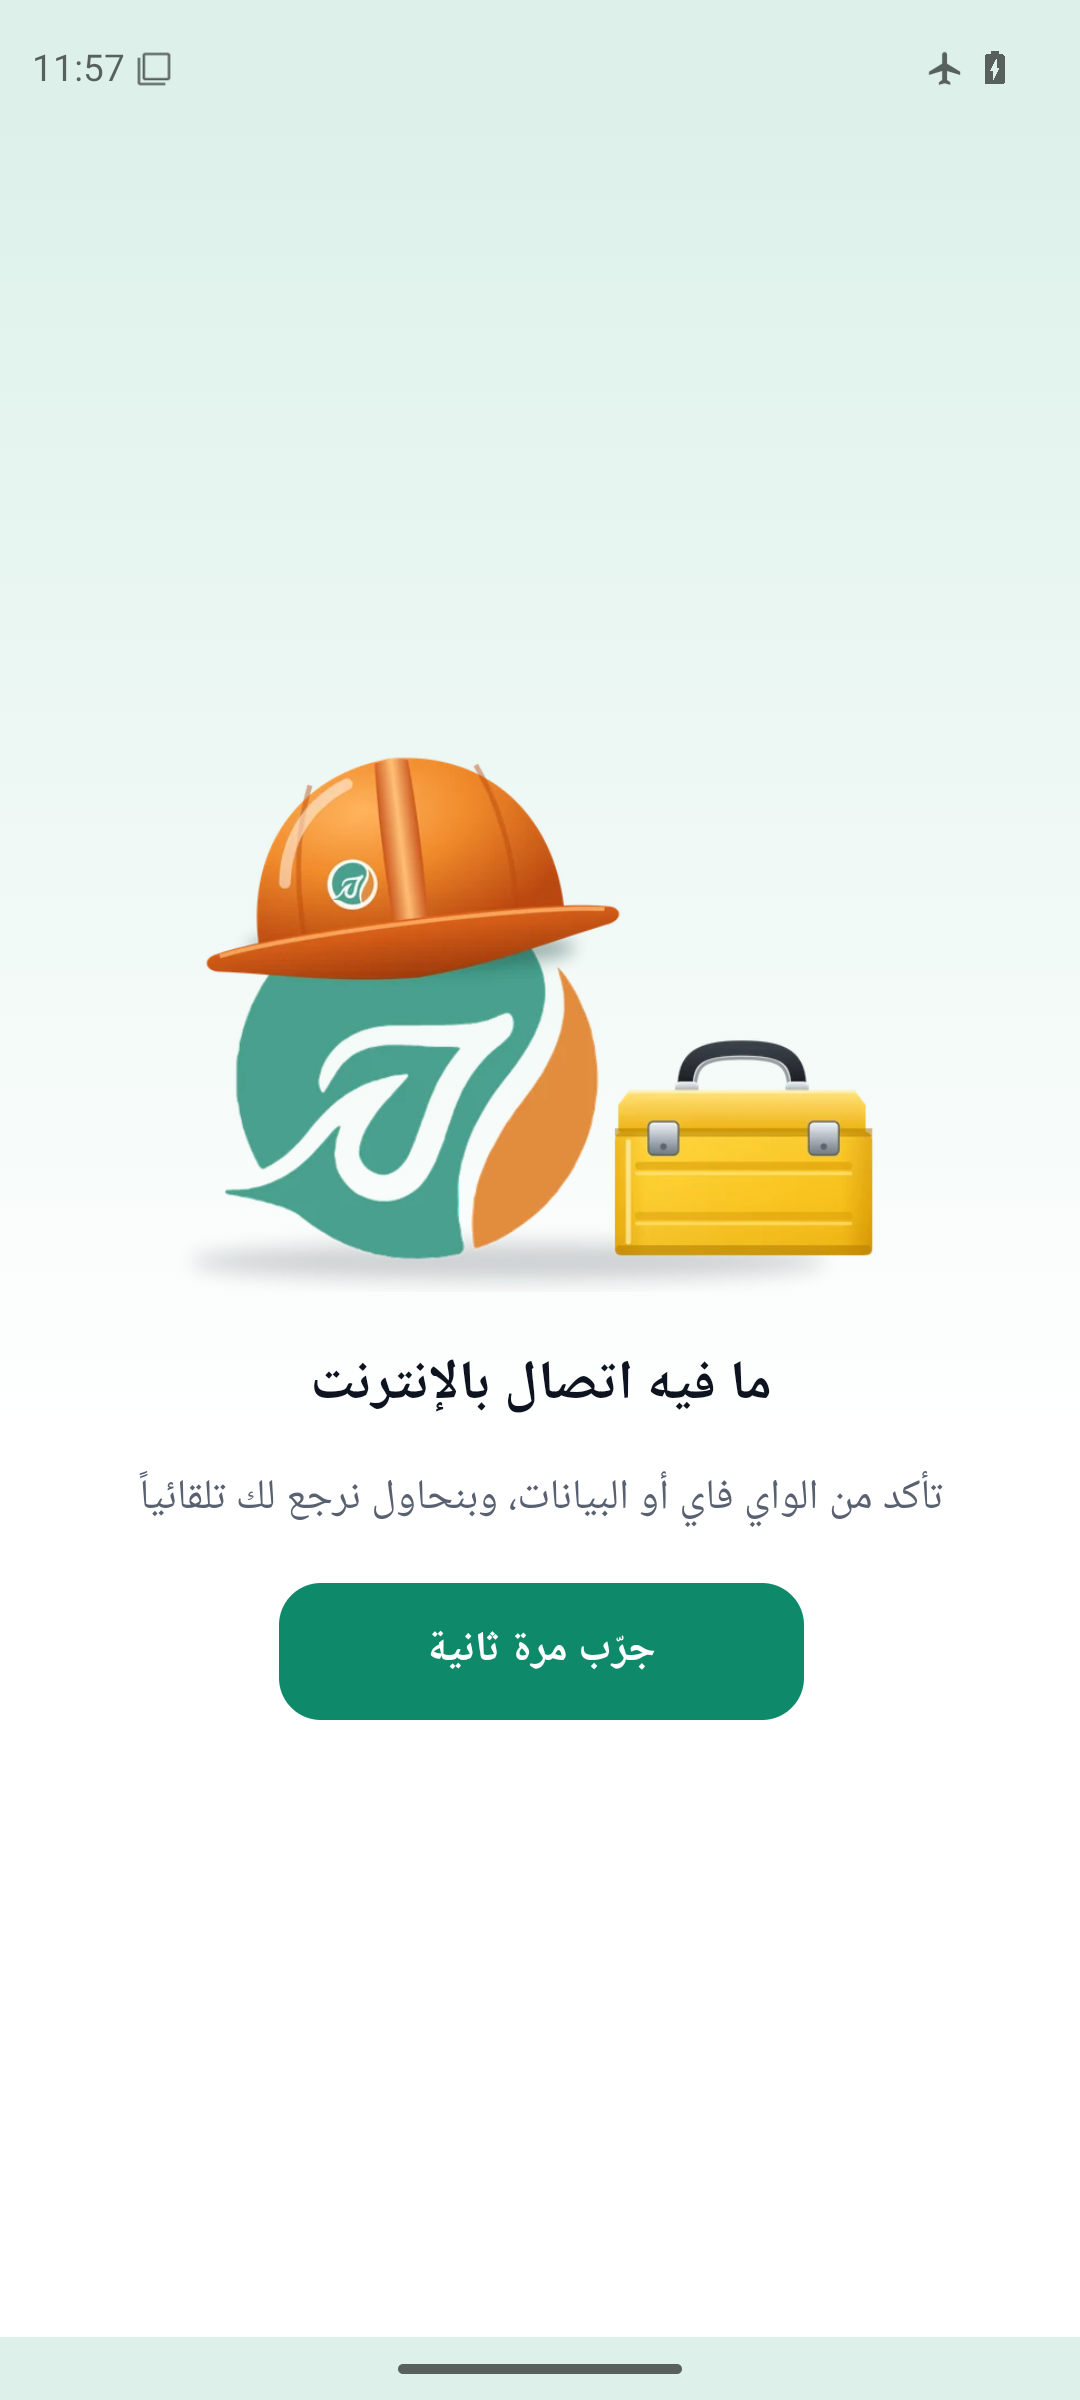 11:57
ما فيه اتصال بالإنترنت
تأكد من الواي فاي أو البيانات، وبنحاول نرجع لك تلقائياً
جرّب مرة ثانية